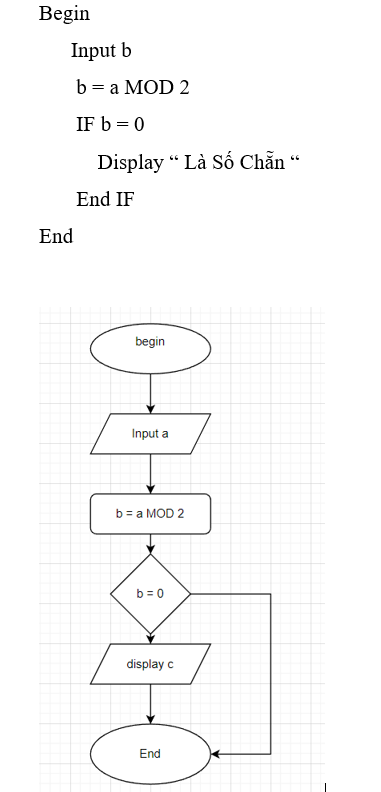 Begin
Input b
b = a MOD 2
IF b = 0
Display “ Là Số Chẵn “
End IF
End
begin
Input a
b = a MOD 2
b = 0
display c
End